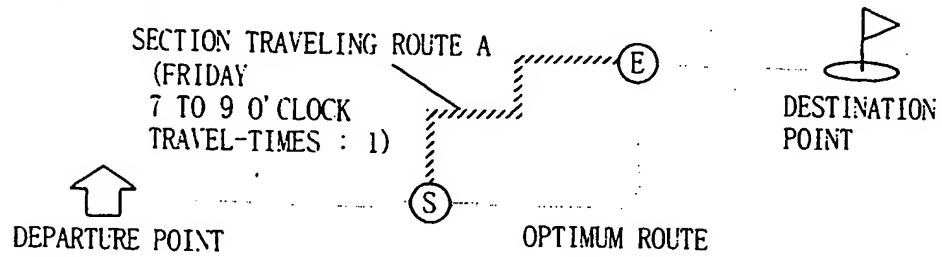 SECTION TRAVELING ROUTE A
(FRIDAY
7 TO 9 O'CLOCK
TRAVEL-TIMES : 1)
E
DESTINATION
POINT
S
DEPARTURE POINT
OPTIMUM ROUTE